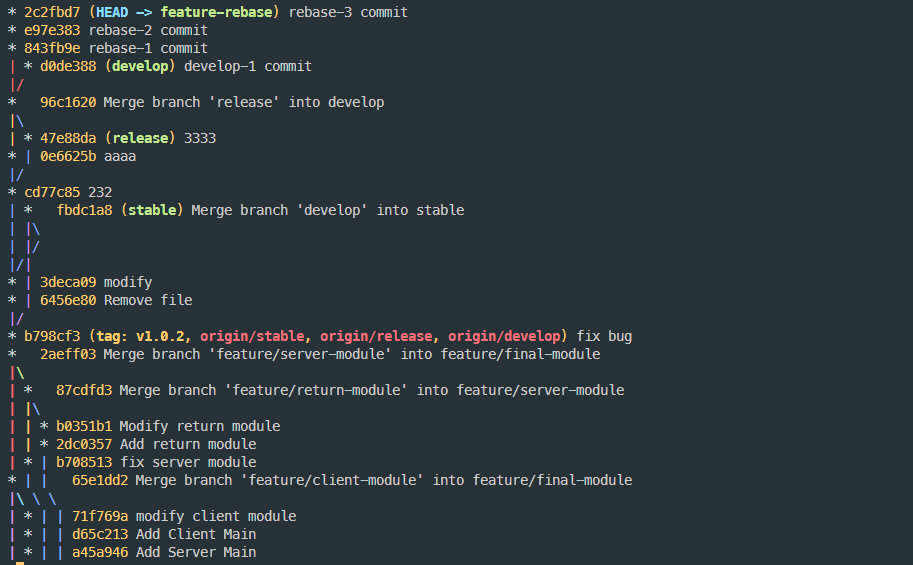 * 2c2fbd7 (HEAD -> feature-rebase) rebase-3 commit
* e97e383 rebase-2 commit
* 843fb9e rebase-1 commit
| * d0de388 (develop) develop-1 commit
|/
*   96c1620 Merge branch 'release' into develop
|\
| * 47e88da (release) 3333
* | 0e6625b aaaa
|/
* cd77c85 232
| *   fbdc1a8 (stable) Merge branch 'develop' into stable
| |\
| |/
|/|
* | 3deca09 modify
* | 6456e80 Remove file
|/
* b798cf3 (tag: v1.0.2, origin/stable, origin/release, origin/develop) fix bug
*   2aeff03 Merge branch 'feature/server-module' into feature/final-module
|\
| *   87cdfd3 Merge branch 'feature/return-module' into feature/server-module
| |\
| | * b0351b1 Modify return module
| | * 2dc0357 Add return module
| * | b708513 fix server module
* | |   65e1dd2 Merge branch 'feature/client-module' into feature/final-module
|\ \ \
| * | | 71f769a modify client module
| * | | d65c213 Add Client Main
| * | | a45a946 Add Server Main